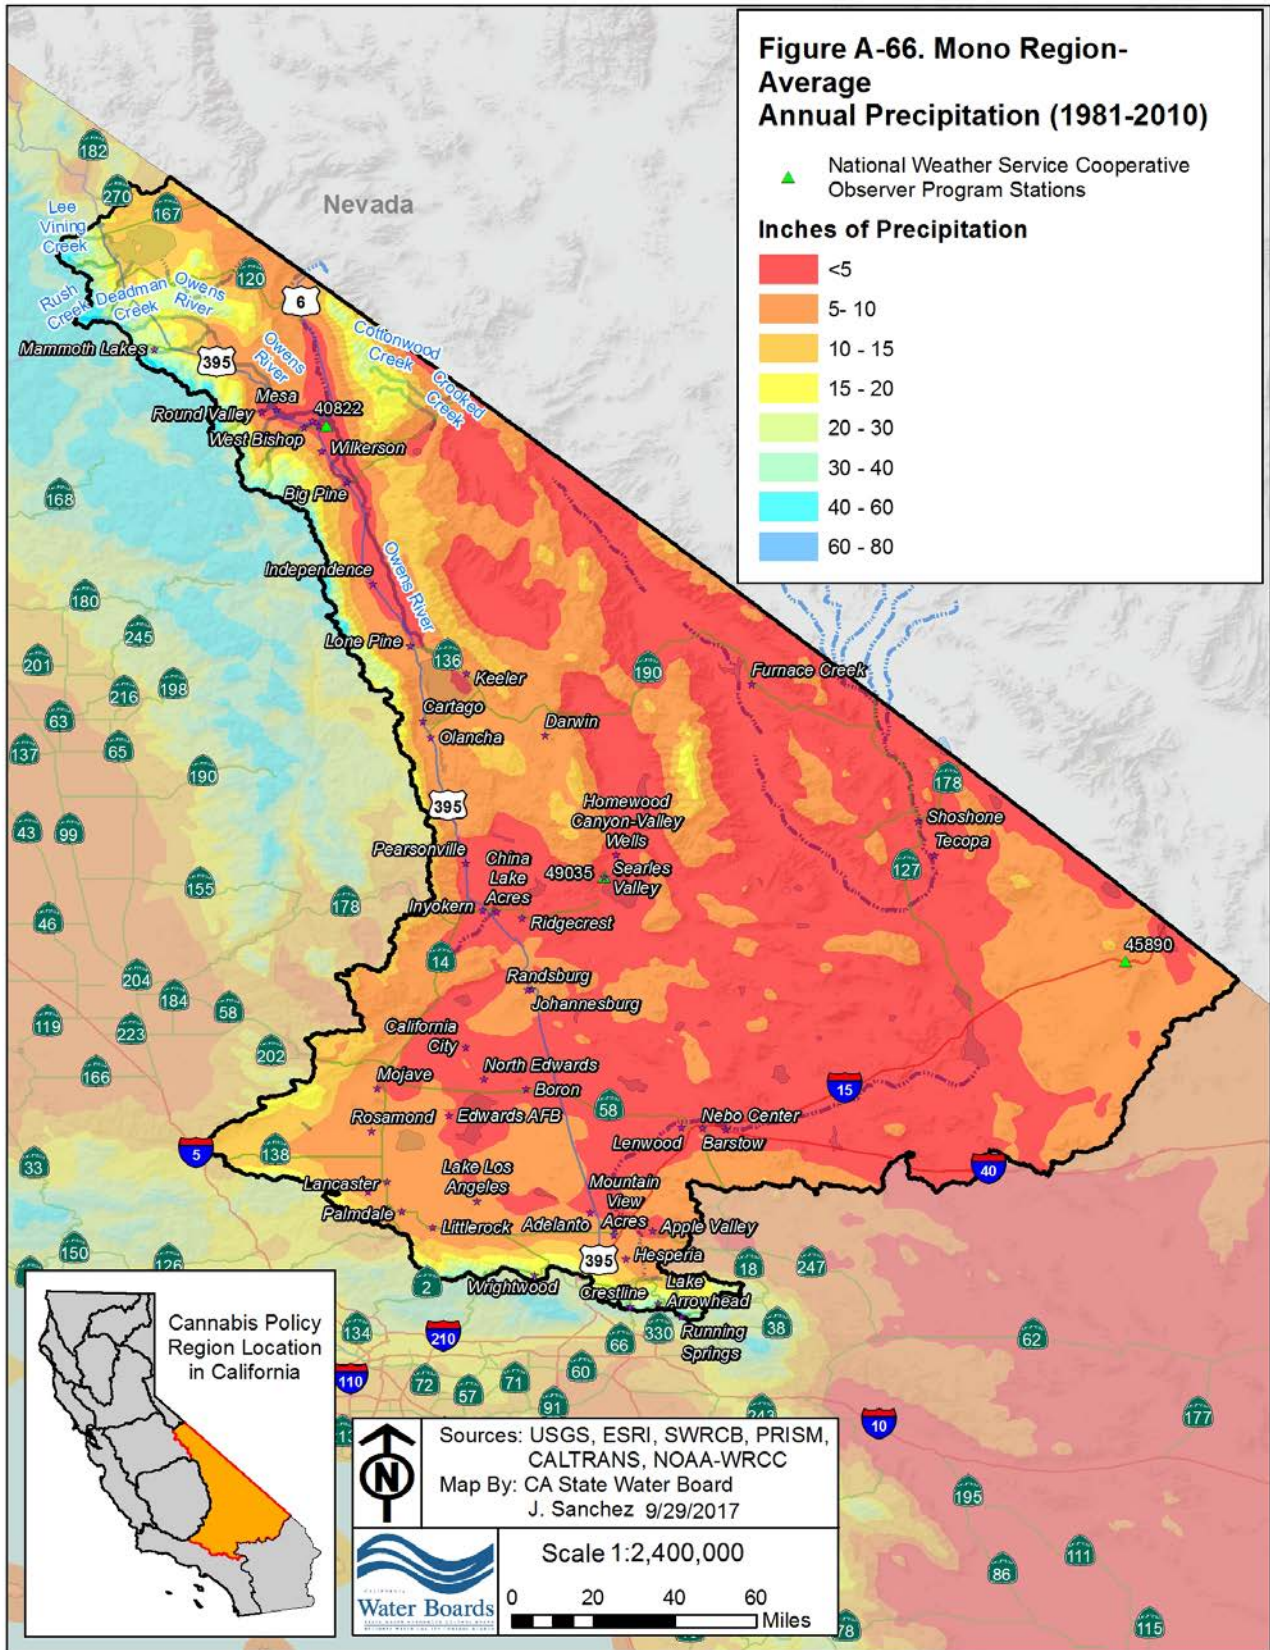 Figure A-66. Mono Region-
Average
Annual Precipitation (1981-2010)
National Weather Service Cooperative
Observer Program Stations
Inches of Precipitation
<5
5- 10
10 - 15
15 - 20
20 - 30
30 - 40
40 - 60
60 - 80
Nevada
182
270
167
Lee
Vining
Creek
120
6
Rush
Creek
Deadman
Creek
Owens
River
Cottonwood
Creek
Crooked
Creek
Mammoth Lakes
395
Owens
River
Mesa
Round Valley
40822
West Bishop
Wilkerson
Big Pine
168
Independence
Owens River
180
245
Lone Pine
201
136
190
Keeler
Furnace Creek
216
198
63
Cartago
Darwin
137
65
Olancha
190
178
395
Homewood
Canyon-Valley
Wells
Shoshone
43
99
Tecopa
Pearsonville
China
Lake
Acres
49035
Searles
Valley
127
155
178
Inyokern
Ridgecrest
46
14
45890
204
184
58
Randsburg
Johannesburg
119
223
California
City
202
166
Mojave
North Edwards
Boron
15
Rosamond
Edwards AFB
58
Nebo Center
Lenwood
Barstow
5
138
33
40
Lancaster
Lake Los
Angeles
Mountain
View
Acres
Palmdale
Littlerock
Adelanto
Apple Valley
150
126
395
Hesperia
18
247
2
Wrightwood
Crestline
Lake
Arrowhead
134
210
66
330
Running
Springs
38
62
110
72
57
71
60
91
243
10
177
195
111
86
78
115
Cannabis Policy
Region Location
in California
N
Sources: USGS, ESRI, SWRCB, PRISM,
CALTRANS, NOAA-WRCC
Map By: CA State Water Board
J. Sanchez 9/29/2017
CALIFORNIA
Water Boards
Scale 1:2,400,000
0 20 40 60
Miles